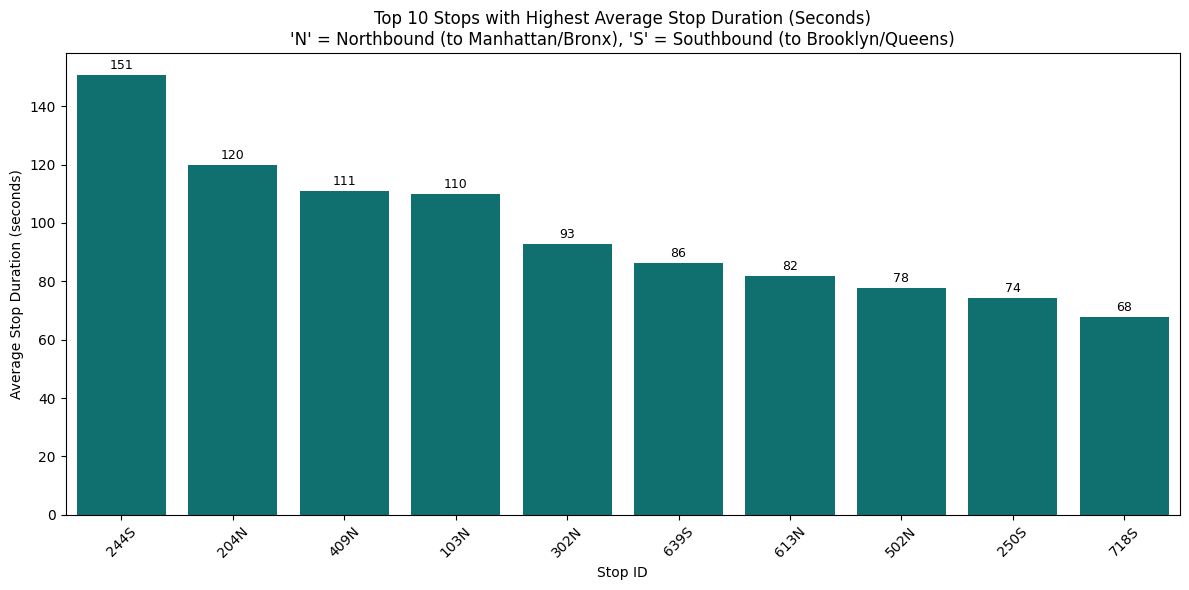 Top 10 Stops with Highest Average Stop Duration (Seconds)
'N' = Northbound (to Manhattan/Bronx), 'S' = Southbound (to Brooklyn/Queens)
Average Stop Duration (seconds)
140
120
100
80
60
40
20
0
151
120
111
110
93
86
82
78
74
68
244S
204N
409N
103N
302N
639S
613N
502N
250S
718S
Stop ID